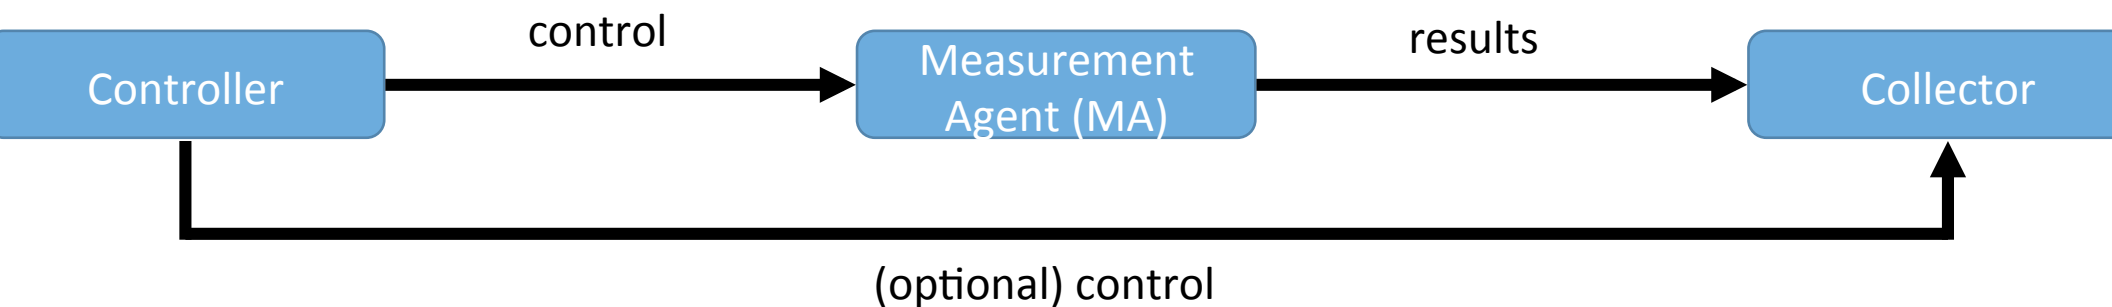 control
results
Controller
Measurement
Agent (MA)
Collector
(optional) control